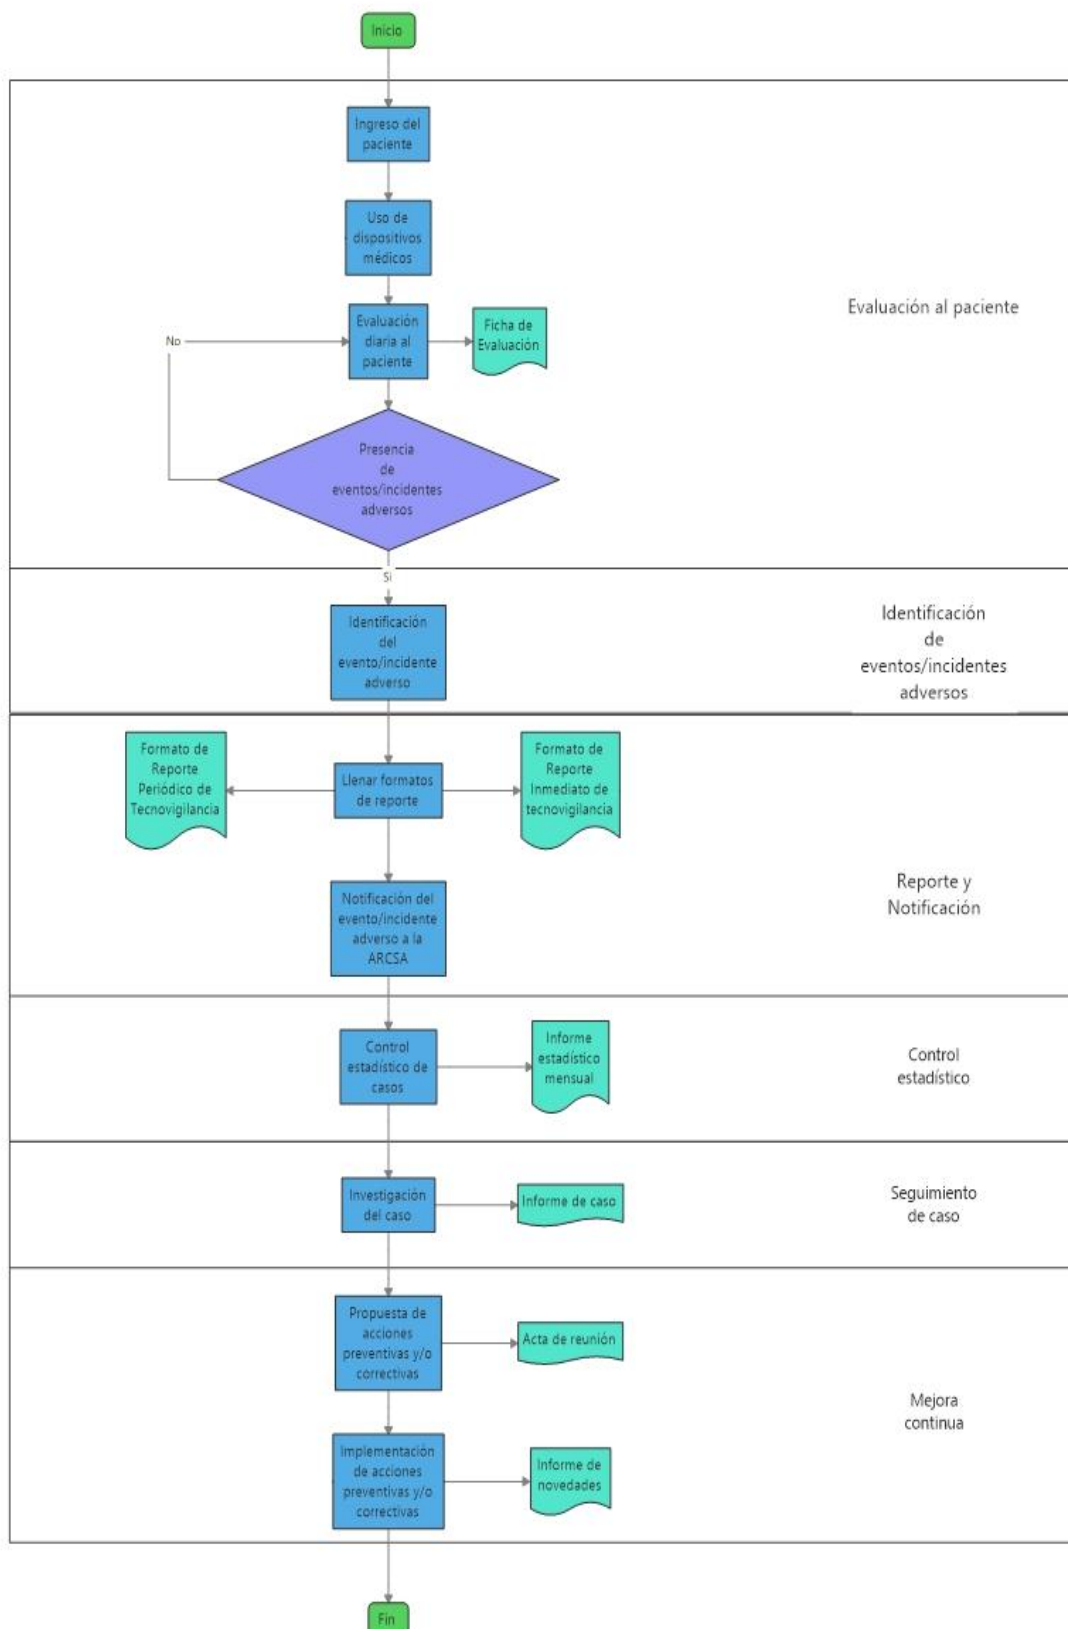 Inicio
Ingreso del
paciente
Uso de
dispositivos
médicos
Evaluación al paciente
Evaluación
diaria al
paciente
Ficha de
Evaluación
No
Presencia
de
eventos/incidentes
adversos
Si
Identificación
del
evento/incidente
adverso
Identificación
de
eventos/incidentes
adversos
Formato de
Reporte
Periódico de
Tecnovigilancia
Llenar formatos
de reporte
Formato de
Reporte
Inmediato de
tecnovigilancia
Reporte y
Notificación
Notificación del
evento/incidente
adverso a la
ARCSA
Control
estadístico de
casos
Informe
estadístico
mensual
Control
estadístico
Investigación
del caso
Informe de caso
Seguimiento
de caso
Propuesta de
acciones
preventivas y/o
correctivas
Acta de reunión
Mejora
continua
Implementación
de acciones
preventivas y/o
correctivas
Informe de
novedades
Fin